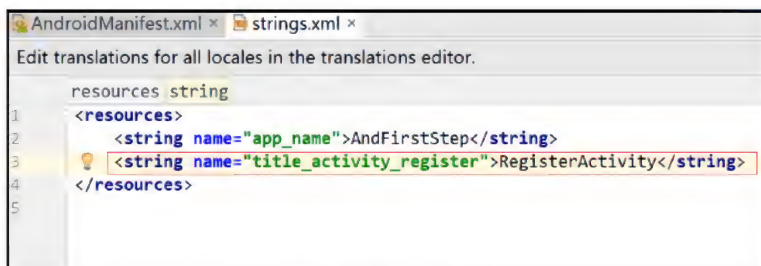 AndroidManifest.xml × strings.xml ×
Edit translations for all locales in the translations editor.
resources string
1 <resources>
2 <string name="app_name">AndFirstStep</string>
3 <string name="title_activity_register">RegisterActivity</string>
4 </resources>
5